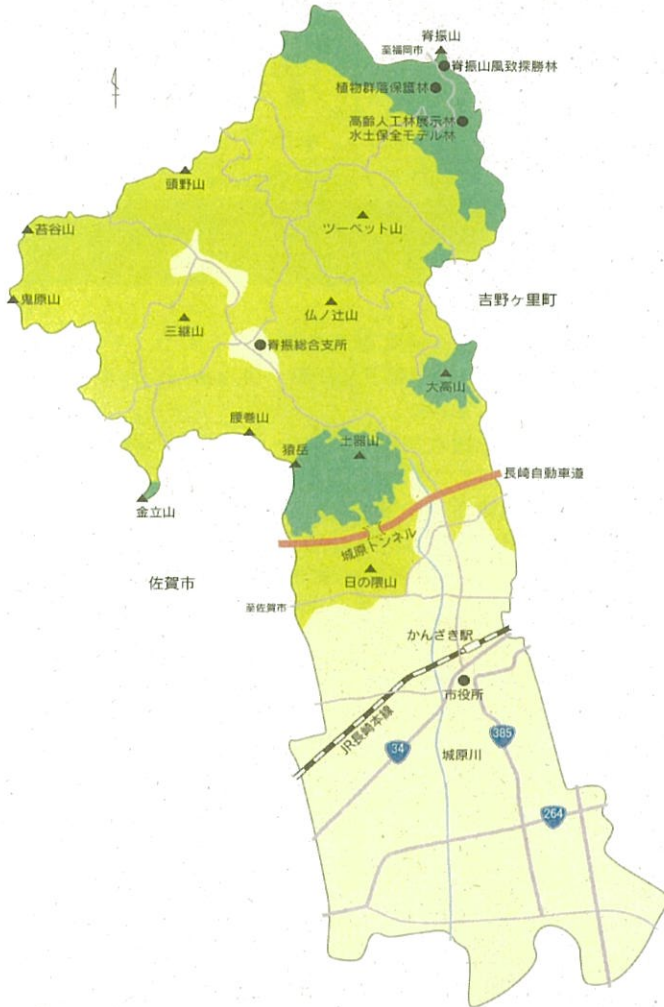 脊振山
至福岡市
脊振山風致探勝林
植物群落保護林
高齢人工林展示林
水土保全モデル林
頭野山
苔谷山
ツーベット山
鬼原山
吉野ヶ里町
仏ノ辻山
三継山
脊振総合支所
大高山
腰巻山
土器山
猿岳
長崎自動車道
金立山
城原トンネル
佐賀市
日の隈山
至佐賀市
かんざき駅
市役所
JR長崎本線
34
385
城原川
264